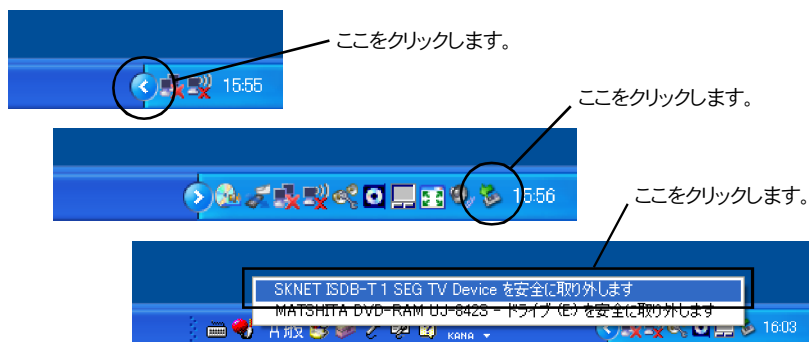 ここをクリックします。
15:55
ここをクリックします。
15:56
ここをクリックします。
SKNET ISDB-T 1 SEG TV Device を安全に取り外します
MATSHITA DVD-RAM UJ-842S - ドライブ (E:) を安全に取り外します
A 般
KANA
16:03